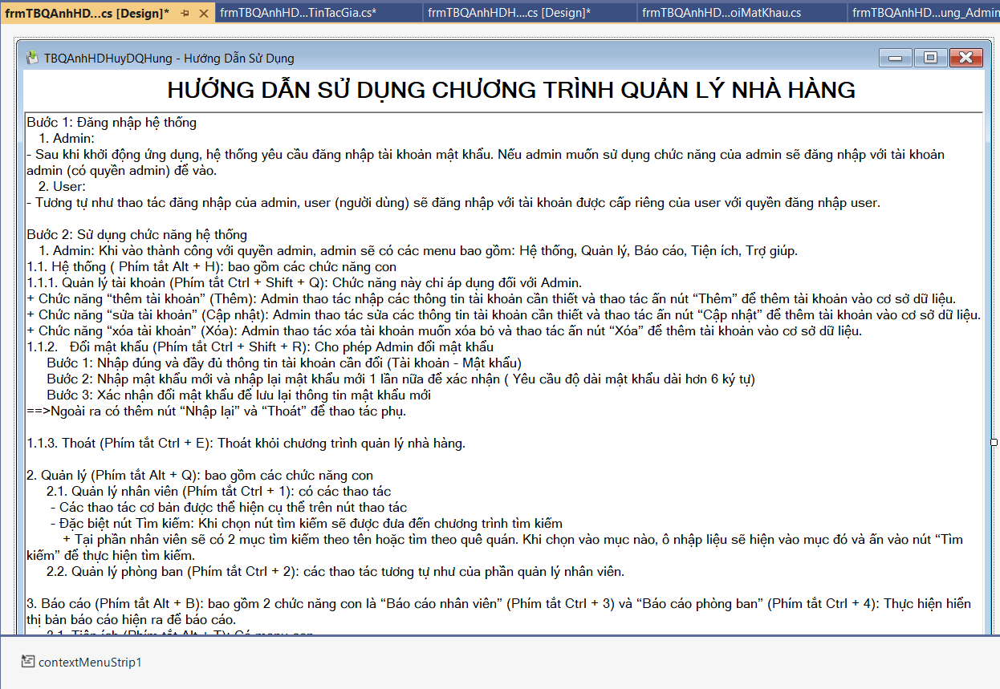 frmTBQAnhHD...cs [Design]*
frmTBQAnhHD...TinTacGia.cs*
frmTBQAnhHDH....cs [Design]*
frmTBQAnhHD...oiMatKhau.cs
frmTBQAnhHD...ung_Admin
TBQAnhHDHuyDQHung - Hướng Dẫn Sử Dụng
HƯỚNG DẪN SỬ DỤNG CHƯƠNG TRÌNH QUẢN LÝ NHÀ HÀNG
Bước 1: Đăng nhập hệ thống
1. Admin:
- Sau khi khởi động ứng dụng, hệ thống yêu cầu đăng nhập tài khoản mật khẩu. Nếu admin muốn sử dụng chức năng của admin sẽ đăng nhập với tài khoản
admin (có quyền admin) để vào.
2. User:
- Tương tự như thao tác đăng nhập của admin, user (người dùng) sẽ đăng nhập với tài khoản được cấp riêng của user với quyền đăng nhập user.
Bước 2: Sử dụng chức năng hệ thống
1. Admin: Khi vào thành công với quyền admin, admin sẽ có các menu bao gồm: Hệ thống, Quản lý, Báo cáo, Tiện ích, Trợ giúp.
1.1. Hệ thống ( Phím tắt Alt + H): bao gồm các chức năng con
1.1.1. Quản lý tài khoản (Phím tắt Ctrl + Shift + Q): Chức năng này chỉ áp dụng đối với Admin.
+ Chức năng “thêm tài khoản” (Thêm): Admin thao tác nhập các thông tin tài khoản cần thiết và thao tác ấn nút “Thêm” để thêm tài khoản vào cơ sở dữ liệu.
+ Chức năng “sửa tài khoản” (Cập nhật): Admin thao tác sửa các thông tin tài khoản cần thiết và thao tác ấn nút “Cập nhật” để thêm tài khoản vào cơ sở dữ liệu.
+ Chức năng “xóa tài khoản” (Xóa): Admin thao tác xóa tài khoản muốn xóa bỏ và thao tác ấn nút “Xóa” để thêm tài khoản vào cơ sở dữ liệu.
1.1.2. Đổi mật khẩu (Phím tắt Ctrl + Shift + R): Cho phép Admin đổi mật khẩu
Bước 1: Nhập đúng và đầy đủ thông tin tài khoản cần đổi (Tài khoản - Mật khẩu)
Bước 2: Nhập mật khẩu mới và nhập lại mật khẩu mới 1 lần nữa để xác nhận ( Yêu cầu độ dài mật khẩu dài hơn 6 ký tự)
Bước 3: Xác nhận đổi mật khẩu để lưu lại thông tin mật khẩu mới
==>Ngoài ra có thêm nút “Nhập lại” và “Thoát” để thao tác phụ.
1.1.3. Thoát (Phím tắt Ctrl + E): Thoát khỏi chương trình quản lý nhà hàng.
2. Quản lý (Phím tắt Alt + Q): bao gồm các chức năng con
2.1. Quản lý nhân viên (Phím tắt Ctrl + 1): có các thao tác
- Các thao tác cơ bản được thể hiện cụ thể trên nút thao tác
- Đặc biệt nút Tìm kiếm: Khi chọn nút tìm kiếm sẽ được đưa đến chương trình tìm kiếm
+ Tại phần nhân viên sẽ có 2 mục tìm kiếm theo tên hoặc tìm theo quê quán. Khi chọn vào mục nào, ô nhập liệu sẽ hiện vào mục đó và ấn vào nút “Tìm
kiếm” để thực hiện tìm kiếm.
2.2. Quản lý phòng ban (Phím tắt Ctrl + 2): các thao tác tương tự như của phần quản lý nhân viên.
3. Báo cáo (Phím tắt Alt + B): bao gồm 2 chức năng con là “Báo cáo nhân viên” (Phím tắt Ctrl + 3) và “Báo cáo phòng ban” (Phím tắt Ctrl + 4): Thực hiện hiển
thị bản báo cáo hiện ra để báo cáo.
3.1. Tiện ích (Phím tắt Alt + T): Có menu con
contextMenuStrip1